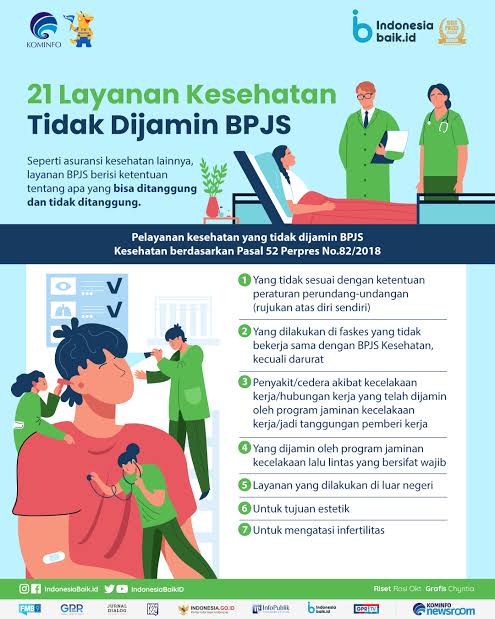 KOMINFO
Indonesia
baik.id
21 Layanan Kesehatan
Tidak Dijamin BPJS
Seperti asuransi kesehatan lainnya,
layanan BPJS berisi ketentuan
tentang apa yang bisa ditanggung
dan tidak ditanggung.
Pelayanan kesehatan yang tidak dijamin BPJS
Kesehatan berdasarkan Pasal 52 Perpres No.82/2018
1 Yang tidak sesuai dengan ketentuan
peraturan perundang-undangan
(rujukan atas diri sendiri)
2 Yang dilakukan di faskes yang tidak
bekerja sama dengan BPJS Kesehatan,
kecuali darurat
3 Penyakit/cedera akibat kecelakaan
kerja/hubungan kerja yang telah dijamin
oleh program jaminan kecelakaan
kerja/jadi tanggungan pemberi kerja
4 Yang dijamin oleh program jaminan
kecelakaan lalu lintas yang bersifat wajib
5 Layanan yang dilakukan di luar negeri
6 Untuk tujuan estetik
7 Untuk mengatasi infertilitas
IndonesiaBaik.id IndonesiaBaikID
Riset Rosi Okt Grafis Chyntia
FMB9 GPR JURNAL DIALOG INDONESIA.GO.ID InfoPublik Indonesia baik.id GPRTV KOMINFO newsroom